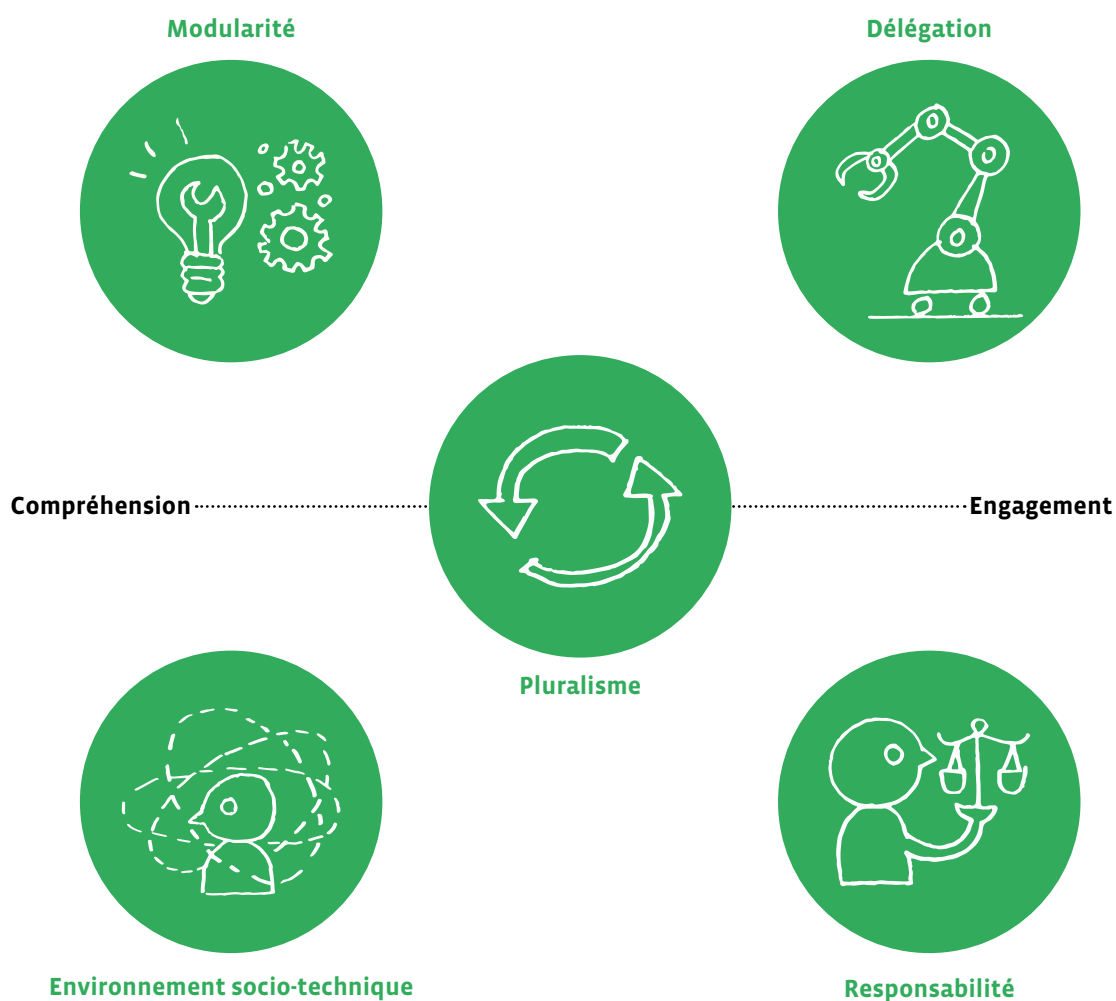 Modularité
Délégation
Compréhension
Engagement
Pluralisme
Environnement socio-technique
Responsabilité